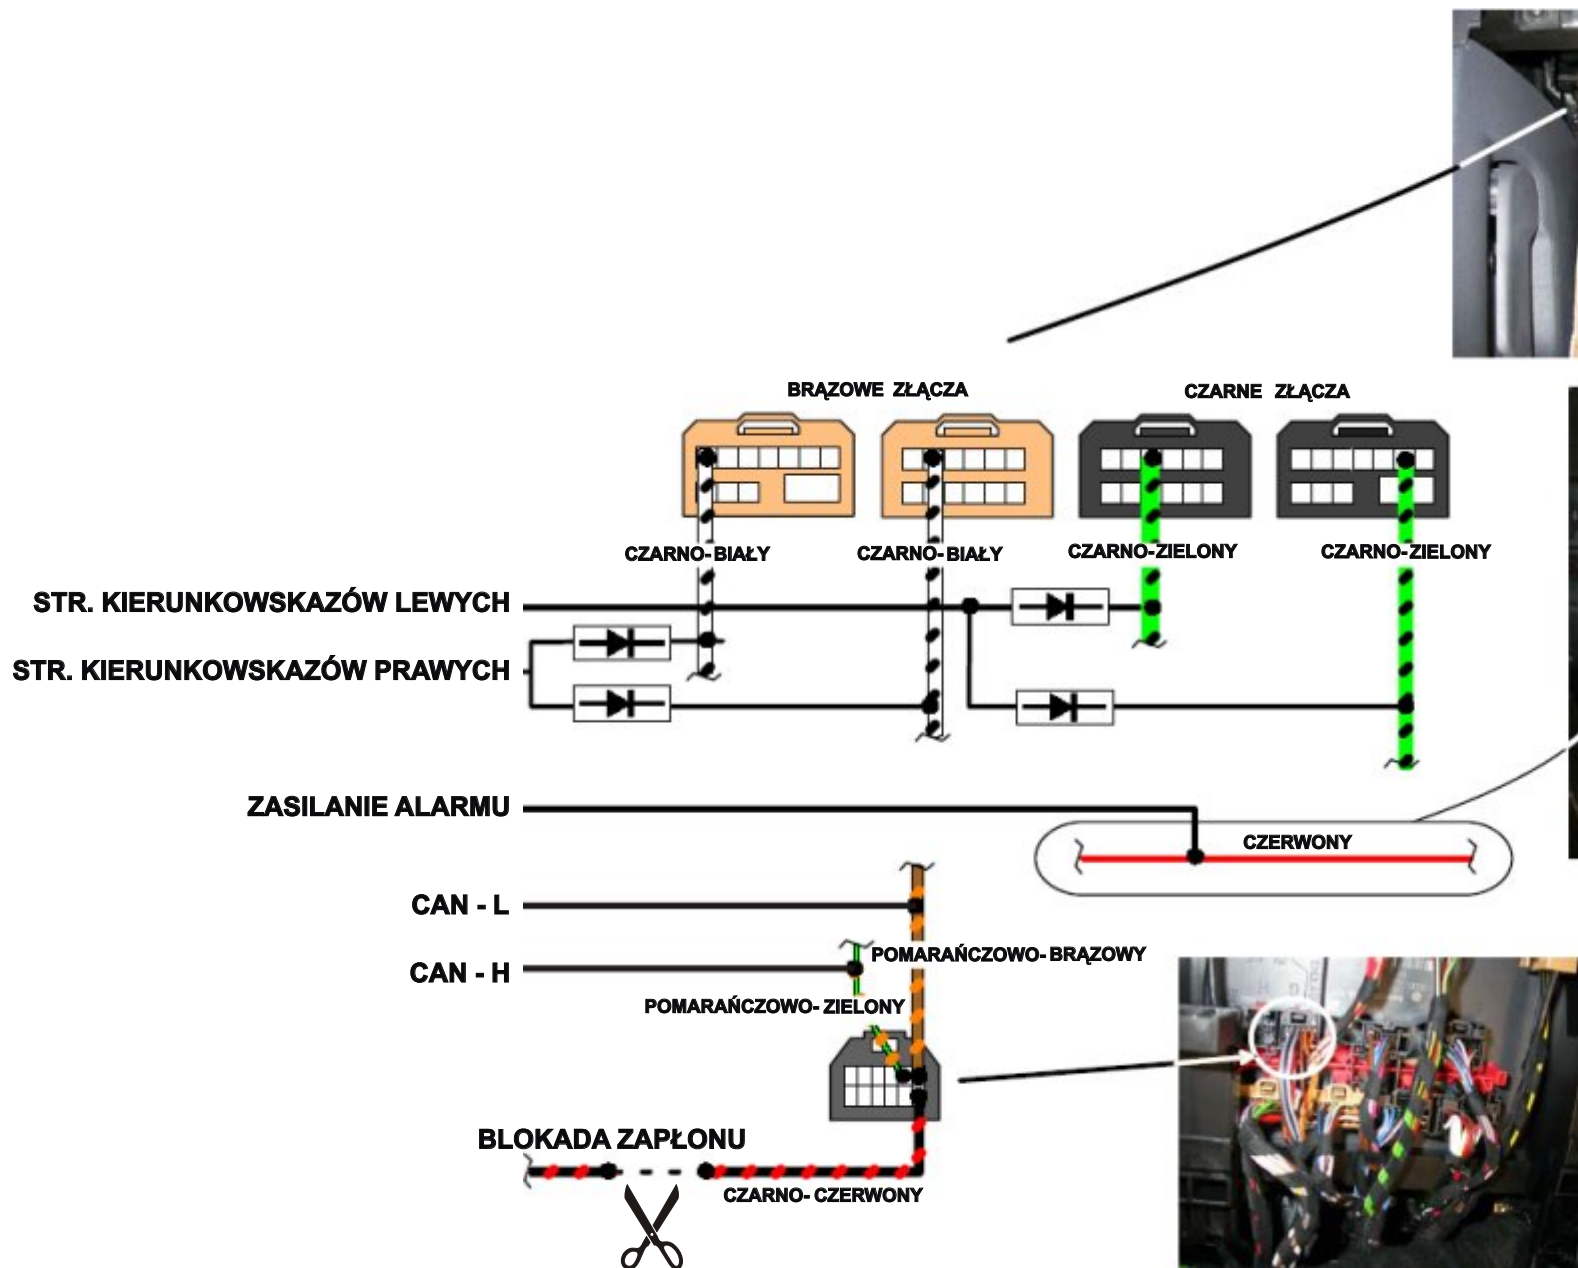 BRĄZOWE ZŁĄCZA
CZARNE ZŁĄCZA
CZARNO-BIAŁY
CZARNO-BIAŁY
CZARNO-ZIELONY
CZARNO-ZIELONY
STR. KIERUNKOWSKAZÓW LEWYCH
STR. KIERUNKOWSKAZÓW PRAWYCH
ZASILANIE ALARMU
CZERWONY
CAN - L
POMARAŃCZOWO-BRĄZOWY
CAN - H
POMARAŃCZOWO-ZIELONY
BLOKADA ZAPŁONU
CZARNO-CZERWONY